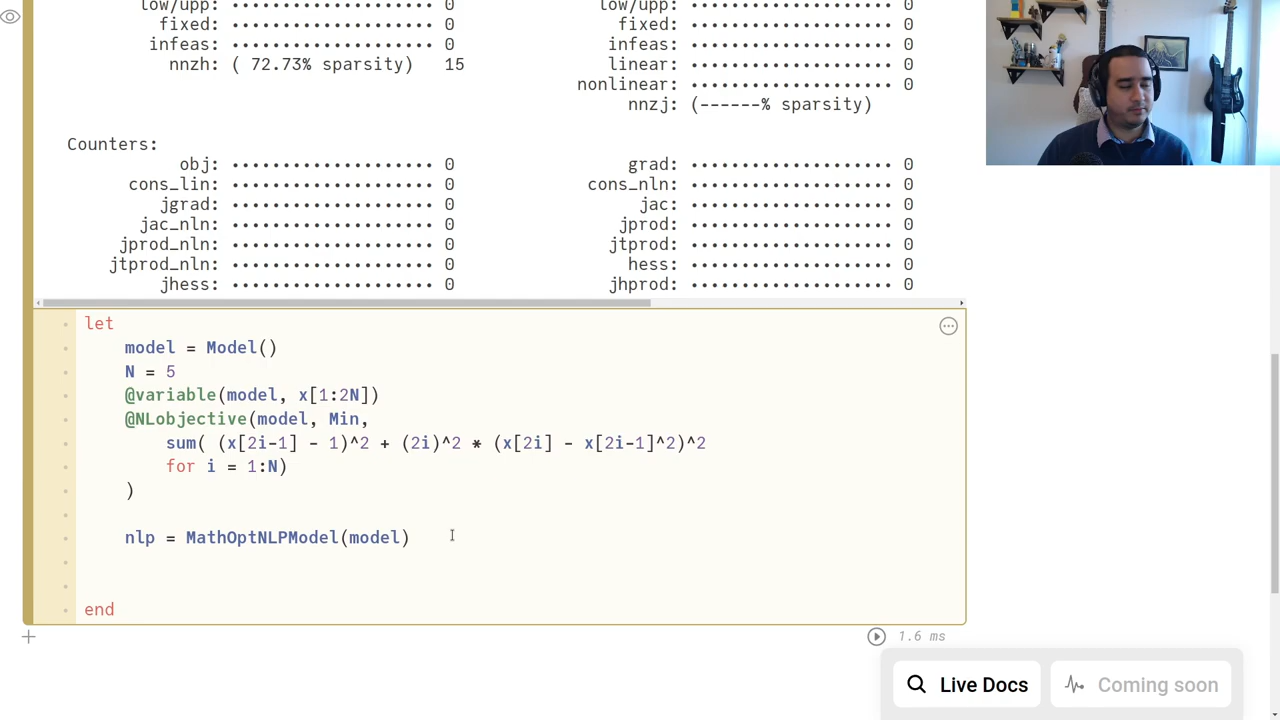 low/upp: •••••••••••••••••••• 0 low/upp: •••••••••••••••••••• 0
fixed: •••••••••••••••••••• 0 fixed: •••••••••••••••••••• 0
infeas: •••••••••••••••••••• 0 infeas: •••••••••••••••••••• 0
nnzh: ( 72.73% sparsity) 15 linear: •••••••••••••••••••• 0
nonlinear: •••••••••••••••••••• 0
nnzj: (------% sparsity)
Counters:
obj: •••••••••••••••••••• 0 grad: •••••••••••••••••••• 0
cons_lin: •••••••••••••••••••• 0 cons_nln: •••••••••••••••••••• 0
jgrad: •••••••••••••••••••• 0 jac: •••••••••••••••••••• 0
jac_nln: •••••••••••••••••••• 0 jprod: •••••••••••••••••••• 0
jprod_nln: •••••••••••••••••••• 0 jtprod: •••••••••••••••••••• 0
jtprod_nln: •••••••••••••••••••• 0 hess: •••••••••••••••••••• 0
jhess: •••••••••••••••••••• 0 jhprod: •••••••••••••••••••• 0
let
model = Model()
N = 5
@variable(model, x[1:2N])
@NLobjective(model, Min,
sum( (x[2i-1] - 1)^2 + (2i)^2 * (x[2i] - x[2i-1]^2)^2
for i = 1:N)
)
nlp = MathOptNLPModel(model)
end
1.6 ms
Live Docs
Coming soon